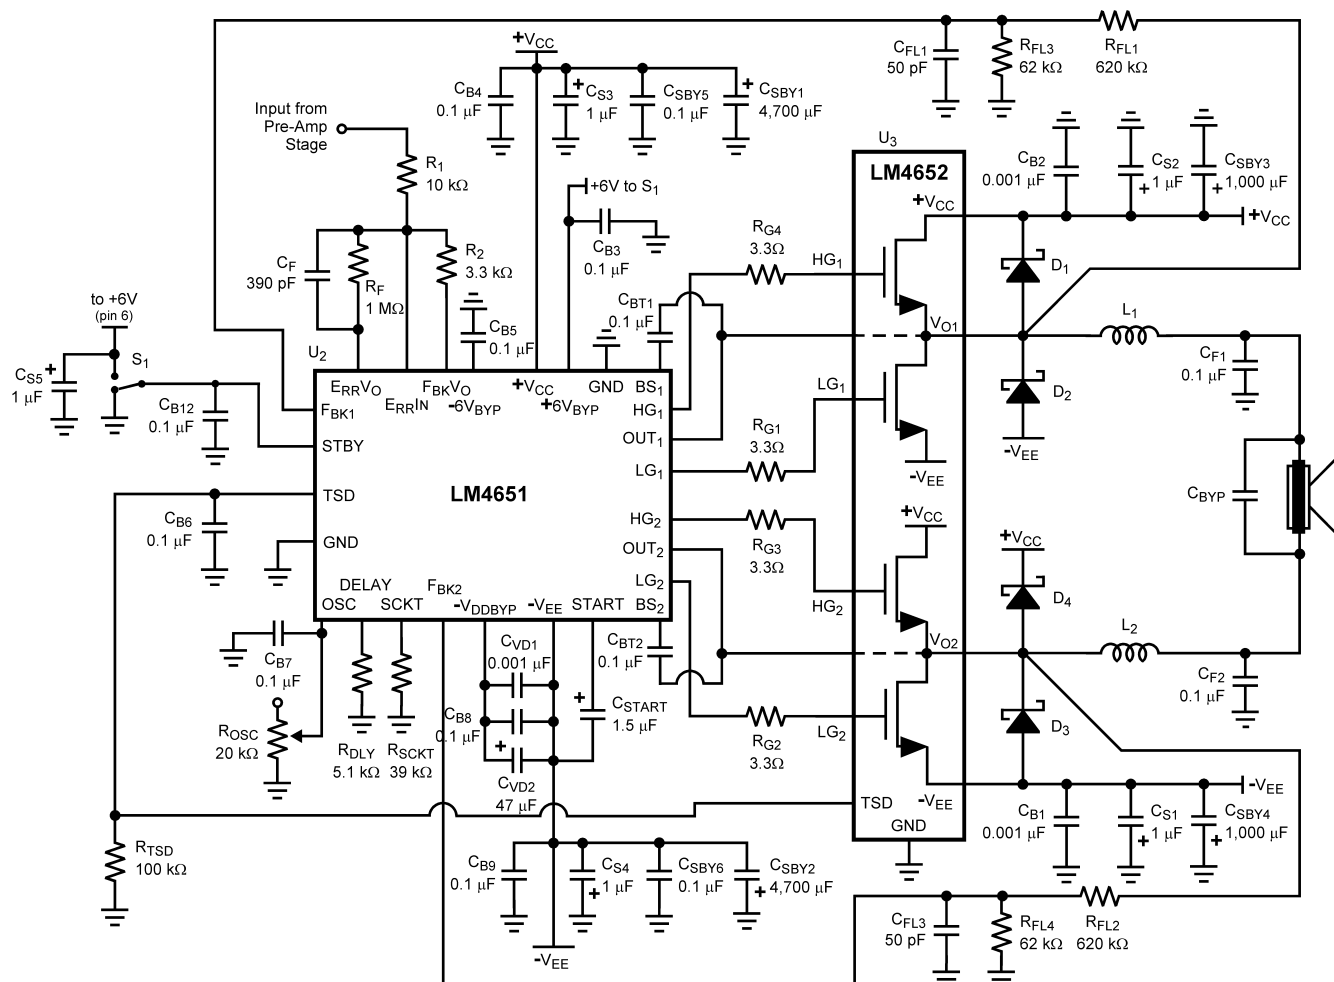 +VCC
CB4
0.1 µF
CS3
1 µF
CSBY5
0.1 µF
CSBY1
4,700 µF
CFL1
50 pF
RFL3
62 kΩ
RFL1
620 kΩ
Input from
Pre-Amp
Stage
R1
10 kΩ
+6V to S1
CB3
0.1 µF
U3
LM4652
+VCC
CB2
0.001 µF
CS2
1 µF
+
CSBY3
1,000 µF
+
+VCC
CF
390 pF
RF
1 MΩ
R2
3.3 kΩ
RG4
3.3Ω
HG1
D1
to +6V
(pin 6)
S1
CS5
1 µF
+
CB12
0.1 µF
U2
CB5
0.1 µF
CBT1
0.1 µF
VO1
L1
CF1
0.1 µF
ERRVO
ERRIN
FBKVO
-6VBYP
+VCC
+6VBYP
GND
BS1
FBK1
HG1
LG1
D2
STBY
OUT1
RG1
3.3Ω
-VEE
-VEE
LG1
LM4651
TSD
CB6
0.1 µF
HG2
RG3
3.3Ω
+VCC
+VCC
CBYP
GND
OUT2
LG2
HG2
D4
DELAY
OSC
SCKT
FBK2
-VDDBYP
-VEE
START
BS2
CB7
0.1 µF
CVD1
0.001 µF
CBT2
0.1 µF
VO2
L2
CF2
0.1 µF
ROSC
20 kΩ
RDLY
5.1 kΩ
RSCKT
39 kΩ
CB8
0.1 µF
+
CVD2
47 µF
+
CSTART
1.5 µF
RG2
3.3Ω
LG2
D3
TSD
-VEE
GND
-VEE
CB1
0.001 µF
CS1
1 µF
+
CSBY4
1,000 µF
+
RTSD
100 kΩ
CB9
0.1 µF
CS4
1 µF
+
CSBY6
0.1 µF
CSBY2
+ 4,700 µF
-VEE
CFL3
50 pF
RFL4
62 kΩ
RFL2
620 kΩ